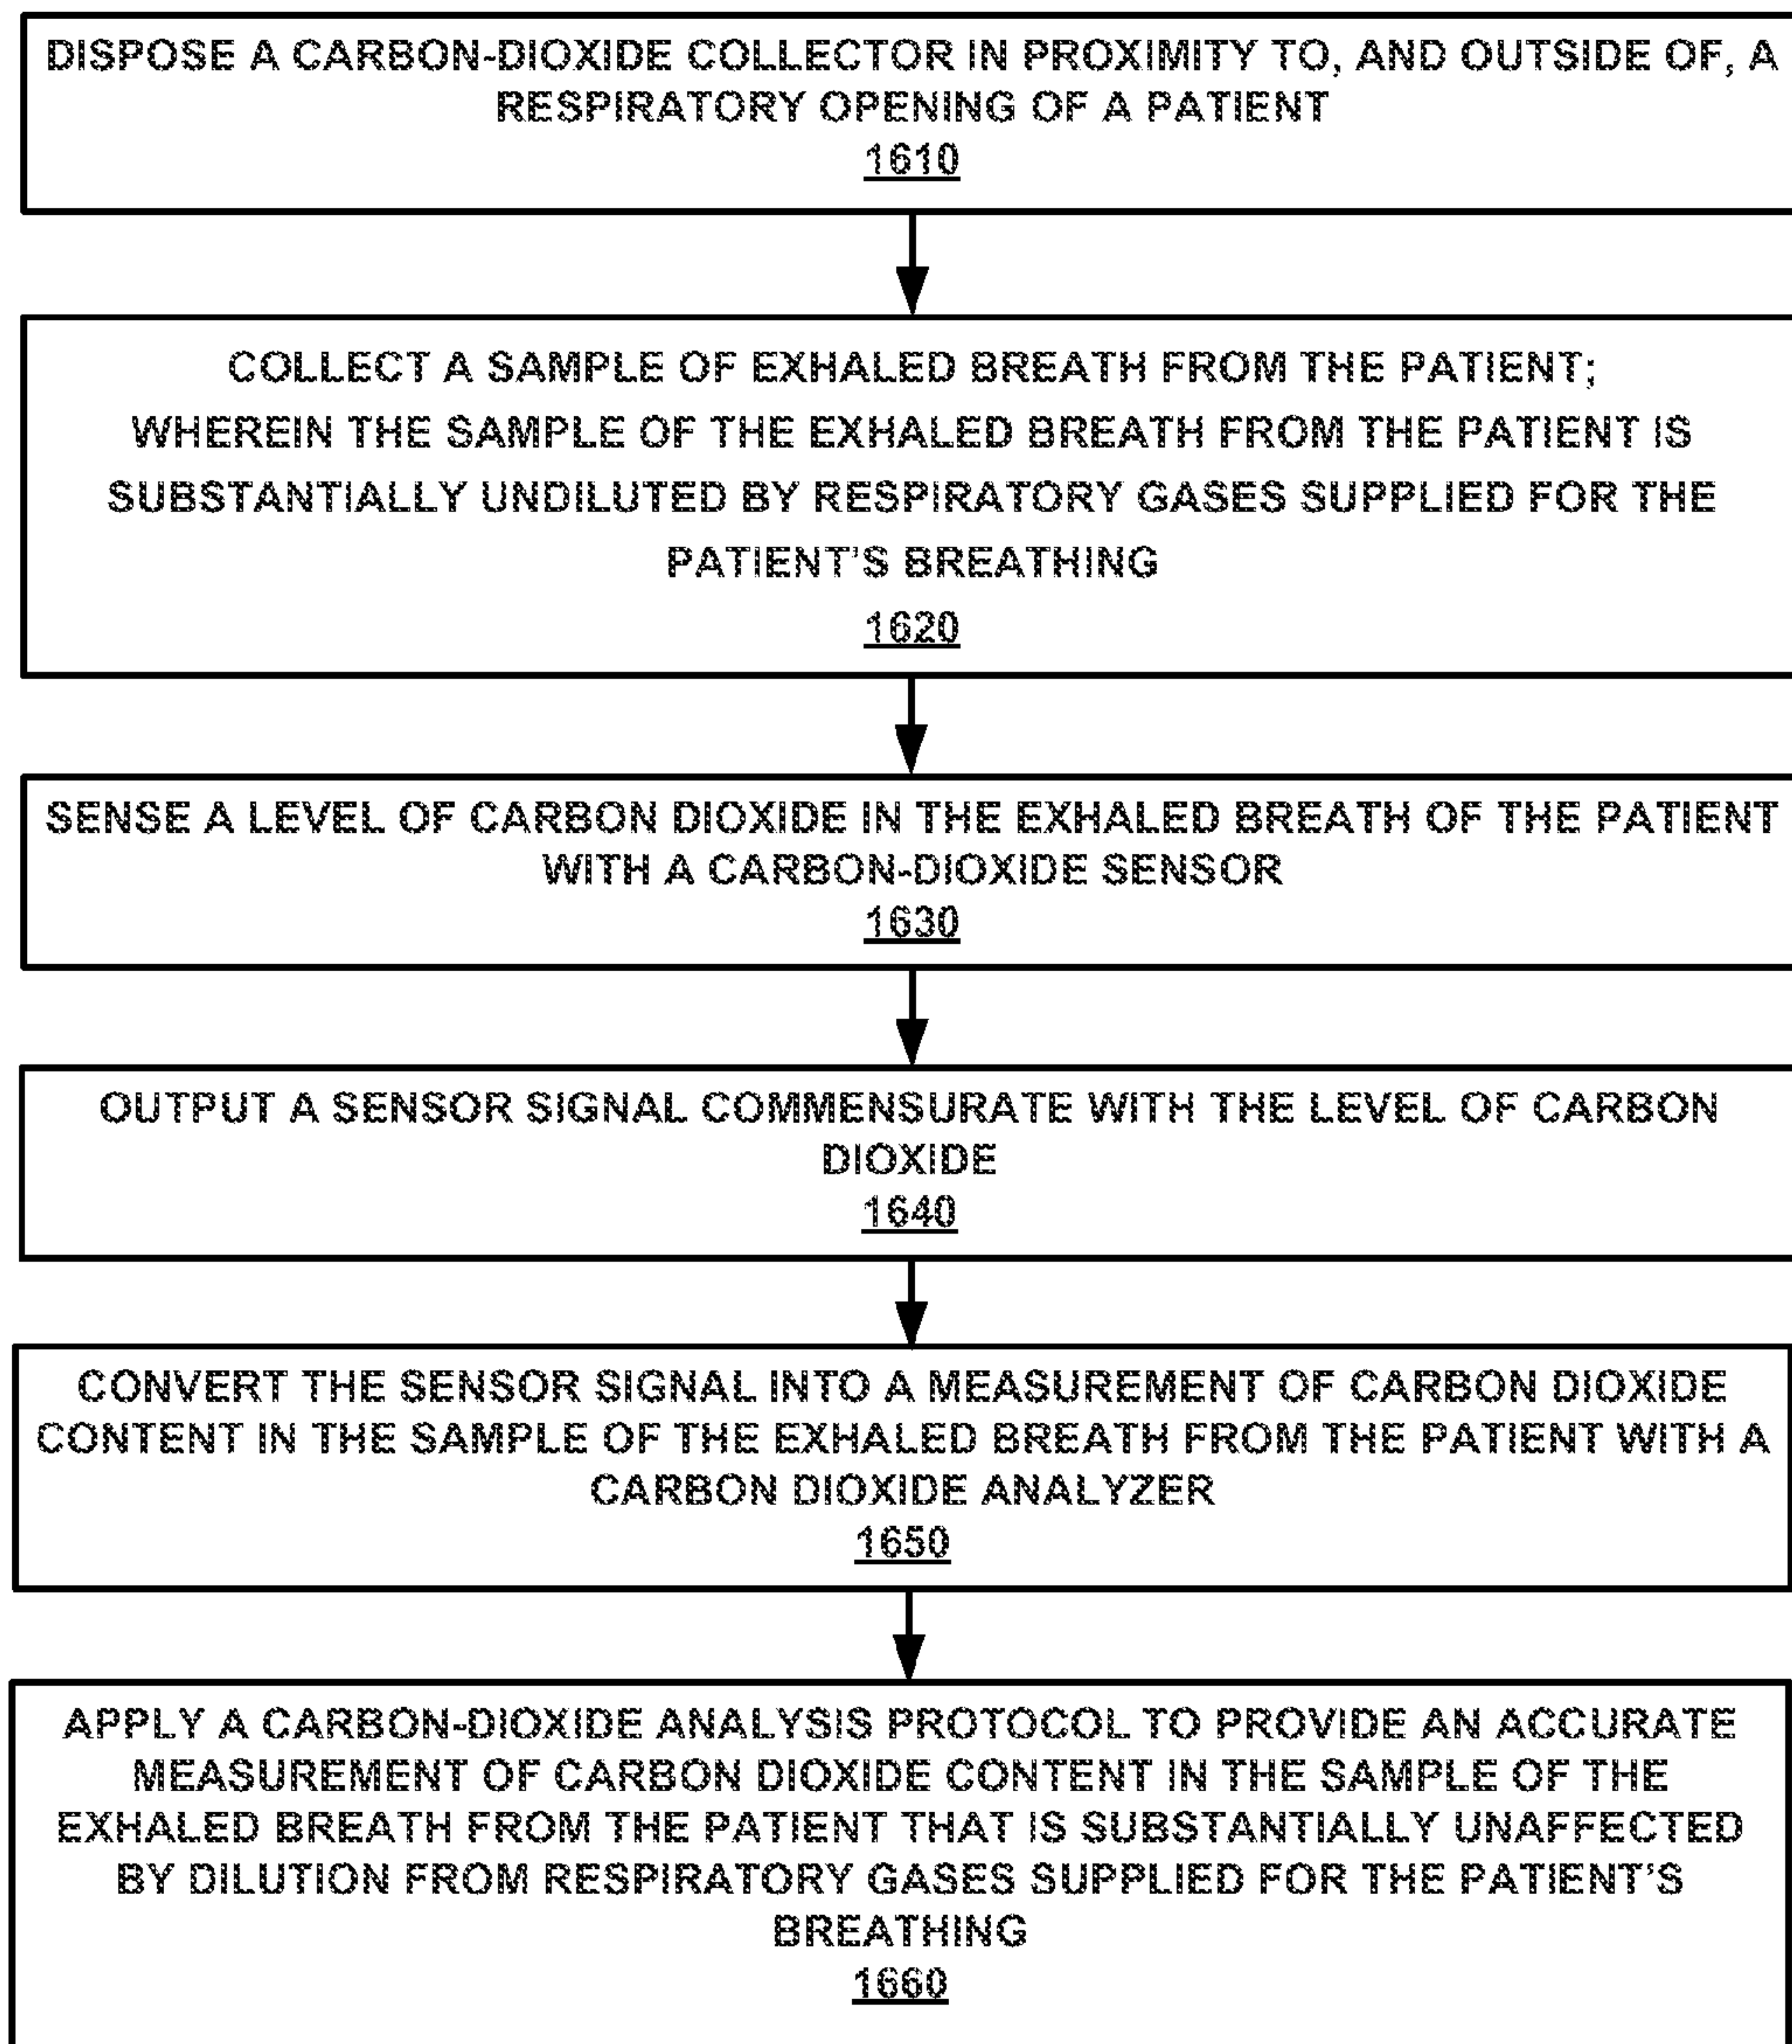 DISPOSE A CARBON-DIOXIDE COLLECTOR IN PROXIMITY TO, AND OUTSIDE OF, A
RESPIRATORY OPENING OF A PATIENT
1610
COLLECT A SAMPLE OF EXHALED BREATH FROM THE PATIENT;
WHEREIN THE SAMPLE OF THE EXHALED BREATH FROM THE PATIENT IS
SUBSTANTIALLY UNDILUTED BY RESPIRATORY GASES SUPPLIED FOR THE
PATIENT'S BREATHING
1620
SENSE A LEVEL OF CARBON DIOXIDE IN THE EXHALED BREATH OF THE PATIENT
WITH A CARBON-DIOXIDE SENSOR
1630
OUTPUT A SENSOR SIGNAL COMMENSURATE WITH THE LEVEL OF CARBON
DIOXIDE
1640
CONVERT THE SENSOR SIGNAL INTO A MEASUREMENT OF CARBON DIOXIDE
CONTENT IN THE SAMPLE OF THE EXHALED BREATH FROM THE PATIENT WITH A
CARBON DIOXIDE ANALYZER
1650
APPLY A CARBON-DIOXIDE ANALYSIS PROTOCOL TO PROVIDE AN ACCURATE
MEASUREMENT OF CARBON DIOXIDE CONTENT IN THE SAMPLE OF THE
EXHALED BREATH FROM THE PATIENT THAT IS SUBSTANTIALLY UNAFFECTED
BY DILUTION FROM RESPIRATORY GASES SUPPLIED FOR THE PATIENT'S
BREATHING
1660